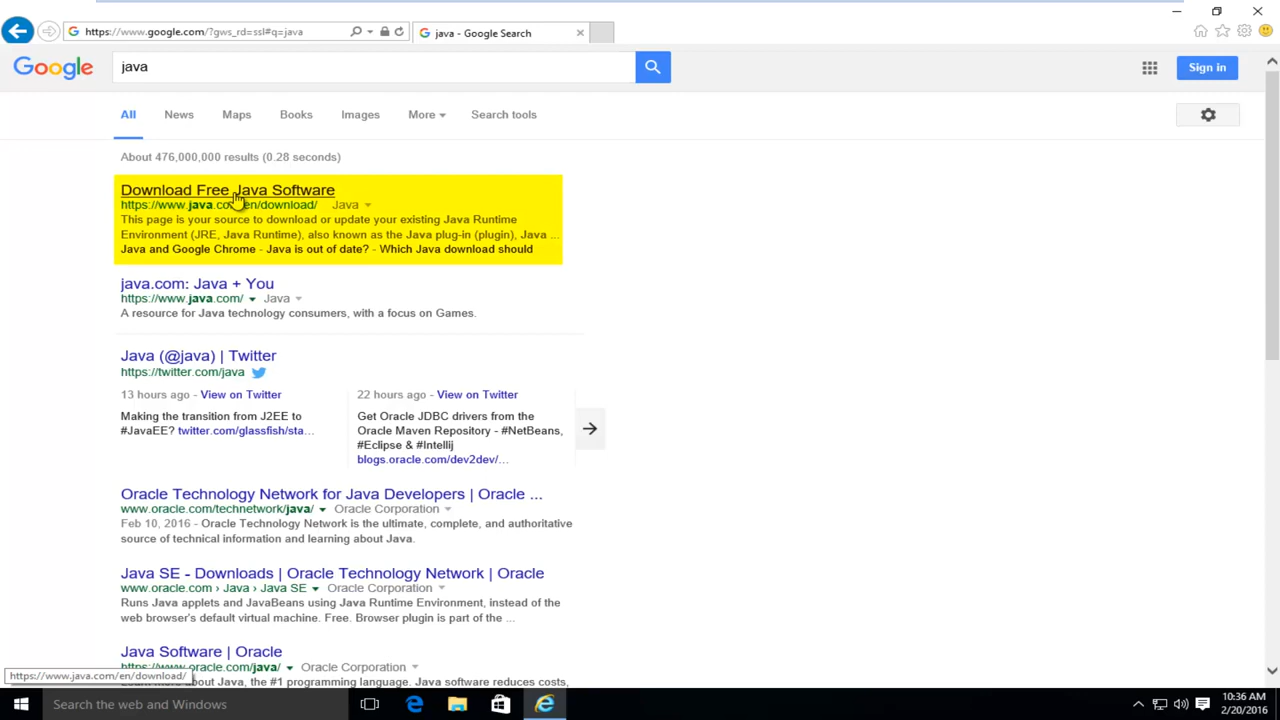 https://www.google.com/?gws_rd=ssl#q=java
java - Google Search
Google
java
Sign in
All News Maps Books Images More Search tools
About 476,000,000 results (0.28 seconds)
Download Free Java Software
https://www.java.co en/download/ Java
This page is your source to download or update your existing Java Runtime
Environment (JRE, Java Runtime), also known as the Java plug-in (plugin), Java ...
Java and Google Chrome - Java is out of date? - Which Java download should
java.com: Java + You
https://www.java.com/ Java
A resource for Java technology consumers, with a focus on Games.
Java (@java) | Twitter
https://twitter.com/java
13 hours ago - View on Twitter
Making the transition from J2EE to
#JavaEE? twitter.com/glassfish/sta...
22 hours ago - View on Twitter
Get Oracle JDBC drivers from the
Oracle Maven Repository - #NetBeans,
#Eclipse & #Intellij
blogs.oracle.com/dev2dev/...
Oracle Technology Network for Java Developers | Oracle ...
www.oracle.com/technetwork/java/ Oracle Corporation
Feb 10, 2016 - Oracle Technology Network is the ultimate, complete, and authoritative
source of technical information and learning about Java.
Java SE - Downloads | Oracle Technology Network | Oracle
www.oracle.com › Java › Java SE Oracle Corporation
Runs Java applets and JavaBeans using Java Runtime Environment, instead of the
web browser's default virtual machine. Free. Browser plugin is part of the ...
Java Software | Oracle
https://www.oracle.com/java/ Oracle Corporation
more about Java, the #1 programming language. Java software reduces costs,
https://www.java.com/en/download/
Search the web and Windows
10:36 AM
2/20/2016